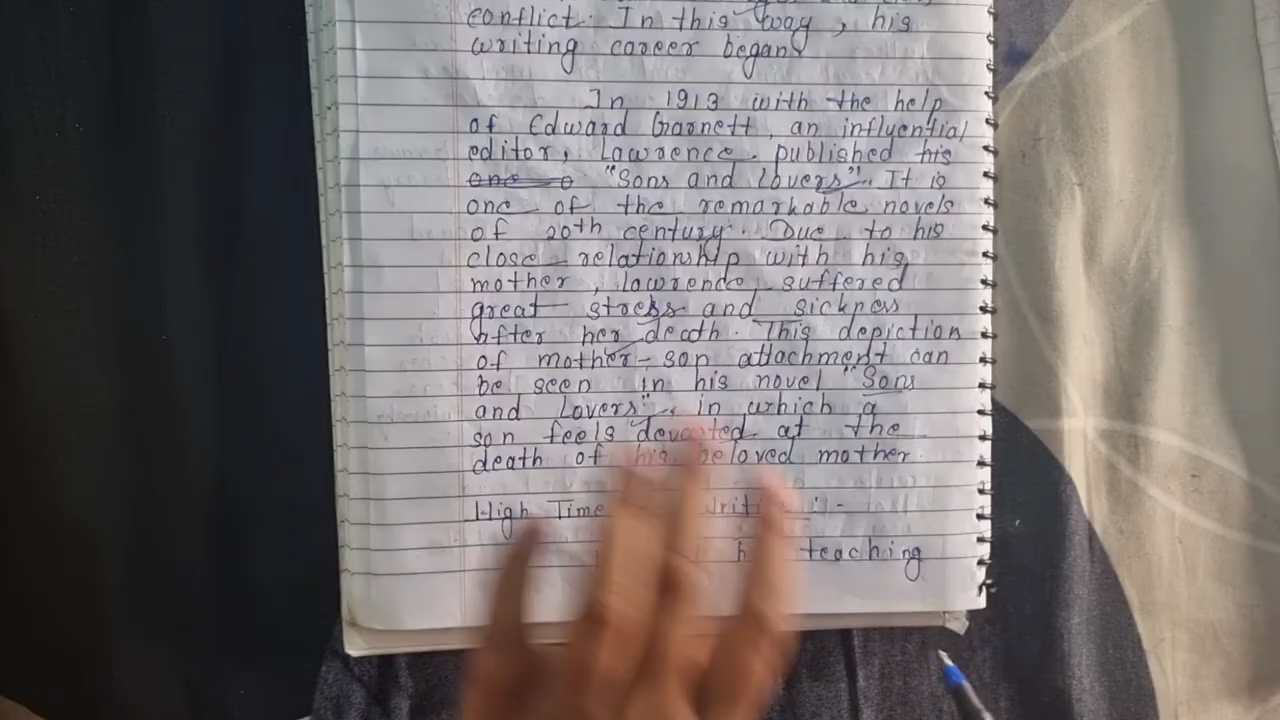 conflict. In this way, his
writing career began.
In 1913 with the help
of Edward Garnett, an influential
editor, Lawrence published his
"Sons and Lovers". It is
one of the remarkable novels
of 20th century. Due to his
close relationship with his
mother, lawrence suffered
great stress and sickness
after her death. This depiction
of mother-son attachment can
be seen in his novel "Sons
and Lovers", in which a
son feels devasted at the
death of his beloved mother.
High Time
teaching